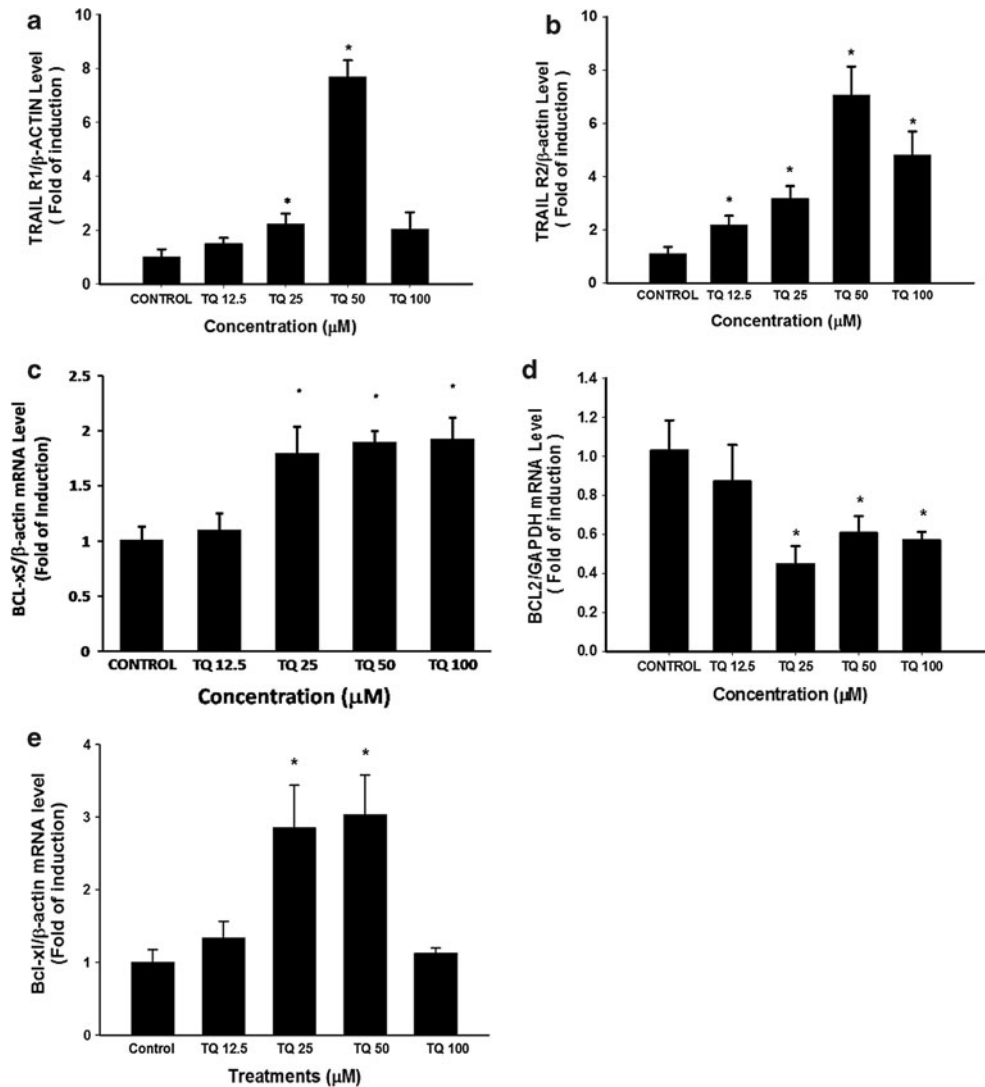 a
TRAIL R1/β-ACTIN Level
( Fold of induction )
10
8
6
4
2
0
*
*
CONTROL TQ 12.5 TQ 25 TQ 50 TQ 100
Concentration (μM)
b
TRAIL R2/β-actin Level
( Fold of induction )
10
8
6
4
2
0
*
*
*
*
CONTROL TQ 12.5 TQ 25 TQ 50 TQ 100
Concentration (μM)
c
BCL-xS/β-actin mRNA Level
(Fold of Induction)
2.5
2
1.5
1
0.5
0
*
*
*
CONTROL TQ 12.5 TQ 25 TQ 50 TQ 100
Concentration (μM)
d
BCL2/GAPDH mRNA Level
( Fold of induction )
1.4
1.2
1.0
0.8
0.6
0.4
0.2
0.0
*
*
*
CONTROL TQ 12.5 TQ 25 TQ 50 TQ 100
Concentration (μM)
e
Bcl-xl/β-actin mRNA level
(Fold of induction)
4
3
2
1
0
*
*
Control TQ 12.5 TQ 25 TQ 50 TQ 100
Treatments (μM)